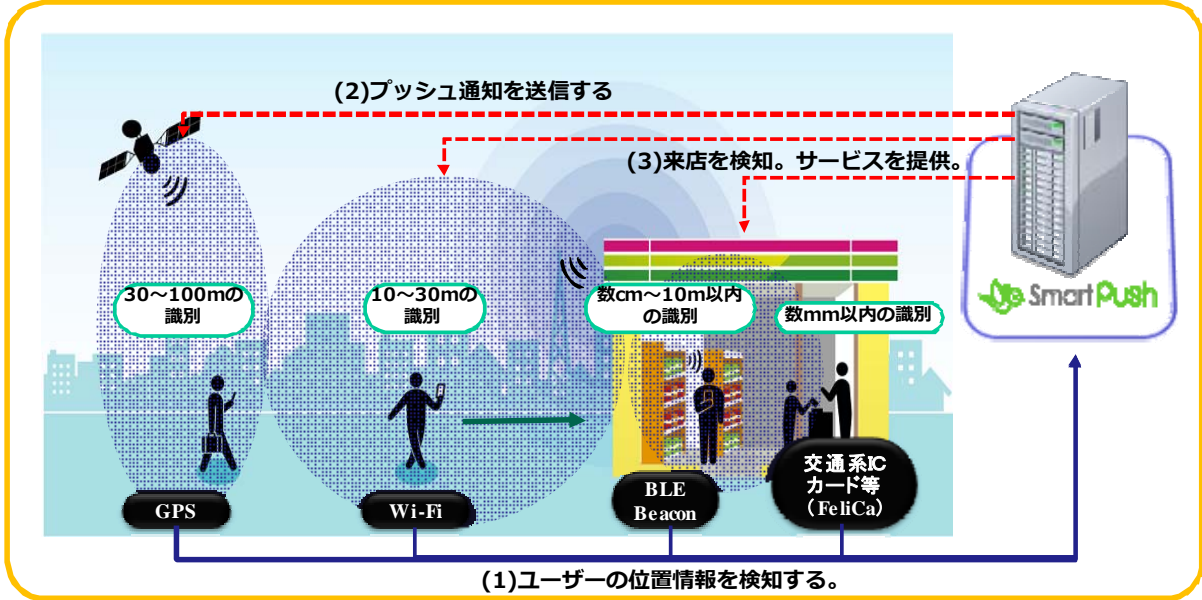 (2)プッシュ通知を送信する
(3)来店を検知。サービスを提供。
30～100mの
識別
10～30mの
識別
数cm～10m以内
の識別
数mm以内の識別
Smart Push
GPS
Wi-Fi
BLE
Beacon
交通系IC
カード等
（FeliCa）
(1)ユーザーの位置情報を検知する。